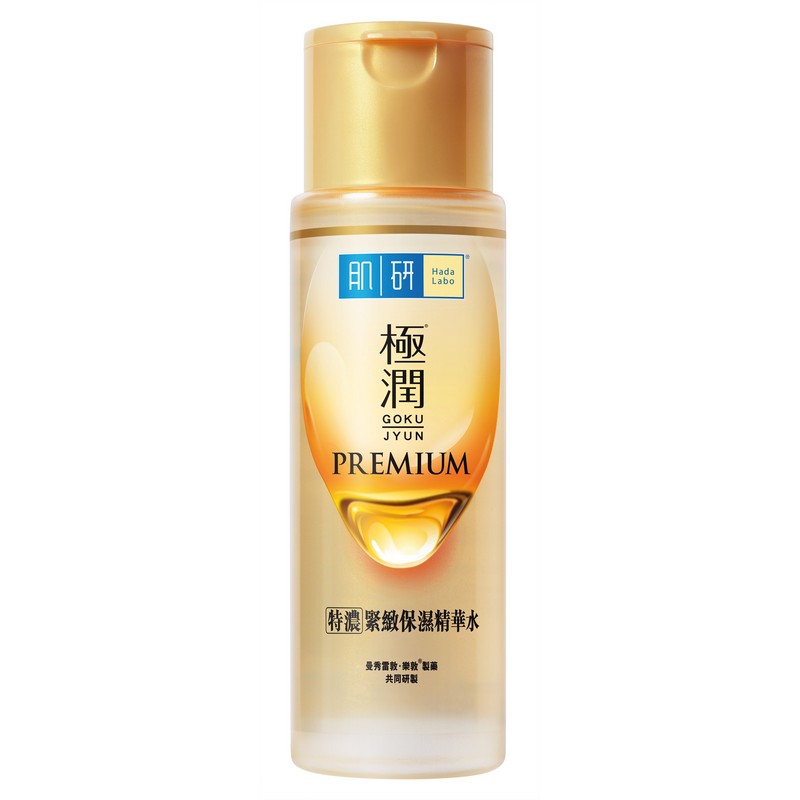 肌研 Hada
Labo®
極®
潤
GOKU
JYUN
PREMIUM
特濃 緊緻保濕精華水
曼秀雷敦·樂敦®製藥
共同研製